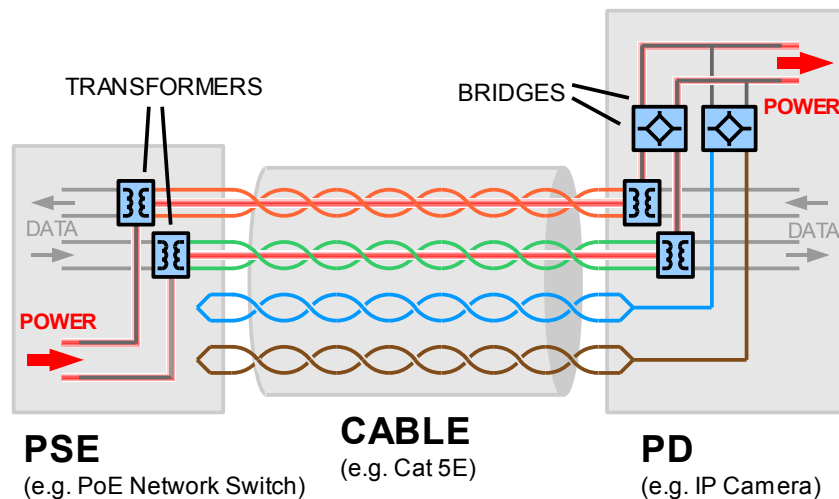 TRANSFORMERS
BRIDGES
POWER
DATA
DATA
POWER
PSE
(e.g. PoE Network Switch)
CABLE
(e.g. Cat 5E)
PD
(e.g. IP Camera)